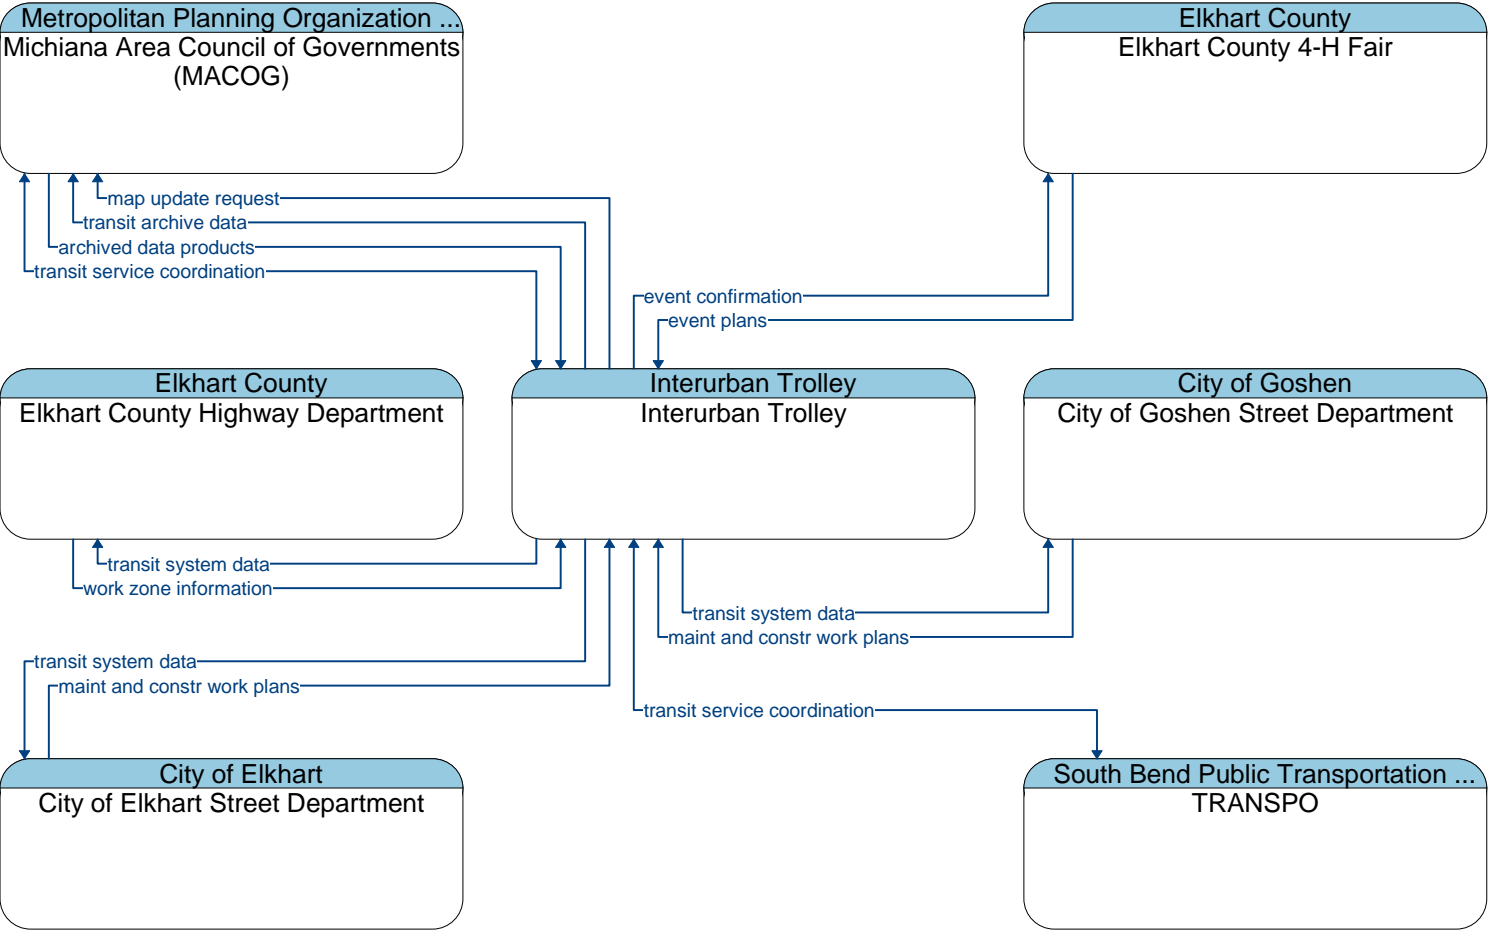 Metropolitan Planning Organization ...
Michiana Area Council of Governments
(MACOG)
Elkhart County
Elkhart County 4-H Fair
map update request
transit archive data
archived data products
transit service coordination
event confirmation
event plans
Elkhart County
Elkhart County Highway Department
Interurban Trolley
Interurban Trolley
City of Goshen
City of Goshen Street Department
transit system data
work zone information
transit system data
maint and constr work plans
transit system data
maint and constr work plans
transit service coordination
City of Elkhart
City of Elkhart Street Department
South Bend Public Transportation ...
TRANSPO